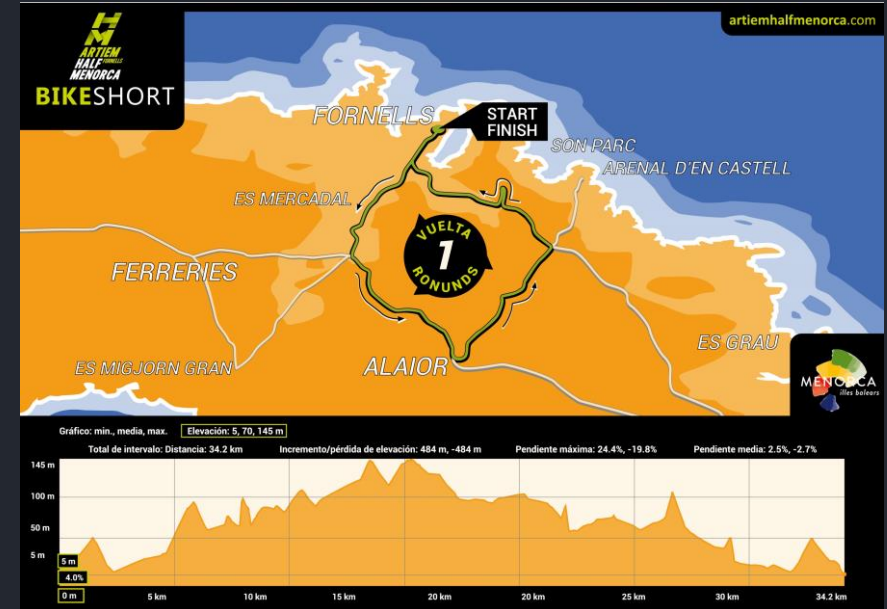 artiemhalfmenorca.com
HM
ARTIEM
HALF FORNELLS
MENORCA
BIKESHORT
FORNELLS
START
FINISH
SON PARC
ARENAL D'EN CASTELL
ES MERCADAL
VUELTA
1
RONUNDS
FERRERIES
ES GRAU
ES MIGJORN GRAN
ALAIOR
MENORCA
illes balears
Gráfico: min., media, max. Elevación: 5, 70, 145 m
Total de intervalo: Distancia: 34.2 km Incremento/pérdida de elevación: 484 m, -484 m Pendiente máxima: 24.4%, -19.8% Pendiente media: 2.5%, -2.7%
145 m
100 m
50 m
5 m
5 m
4.0%
0 m 5 km 10 km 15 km 20 km 20 km 25 km 30 km 34.2 km